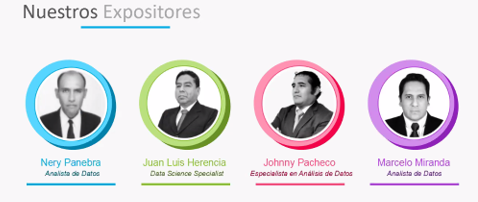 Nuestros Expositores
Nery Panebra
Analista de Datos
Juan Luis Herencia
Data Science Specialist
Johnny Pacheco
Especialista en Análisis de Datos
Marcelo Miranda
Analista de Datos